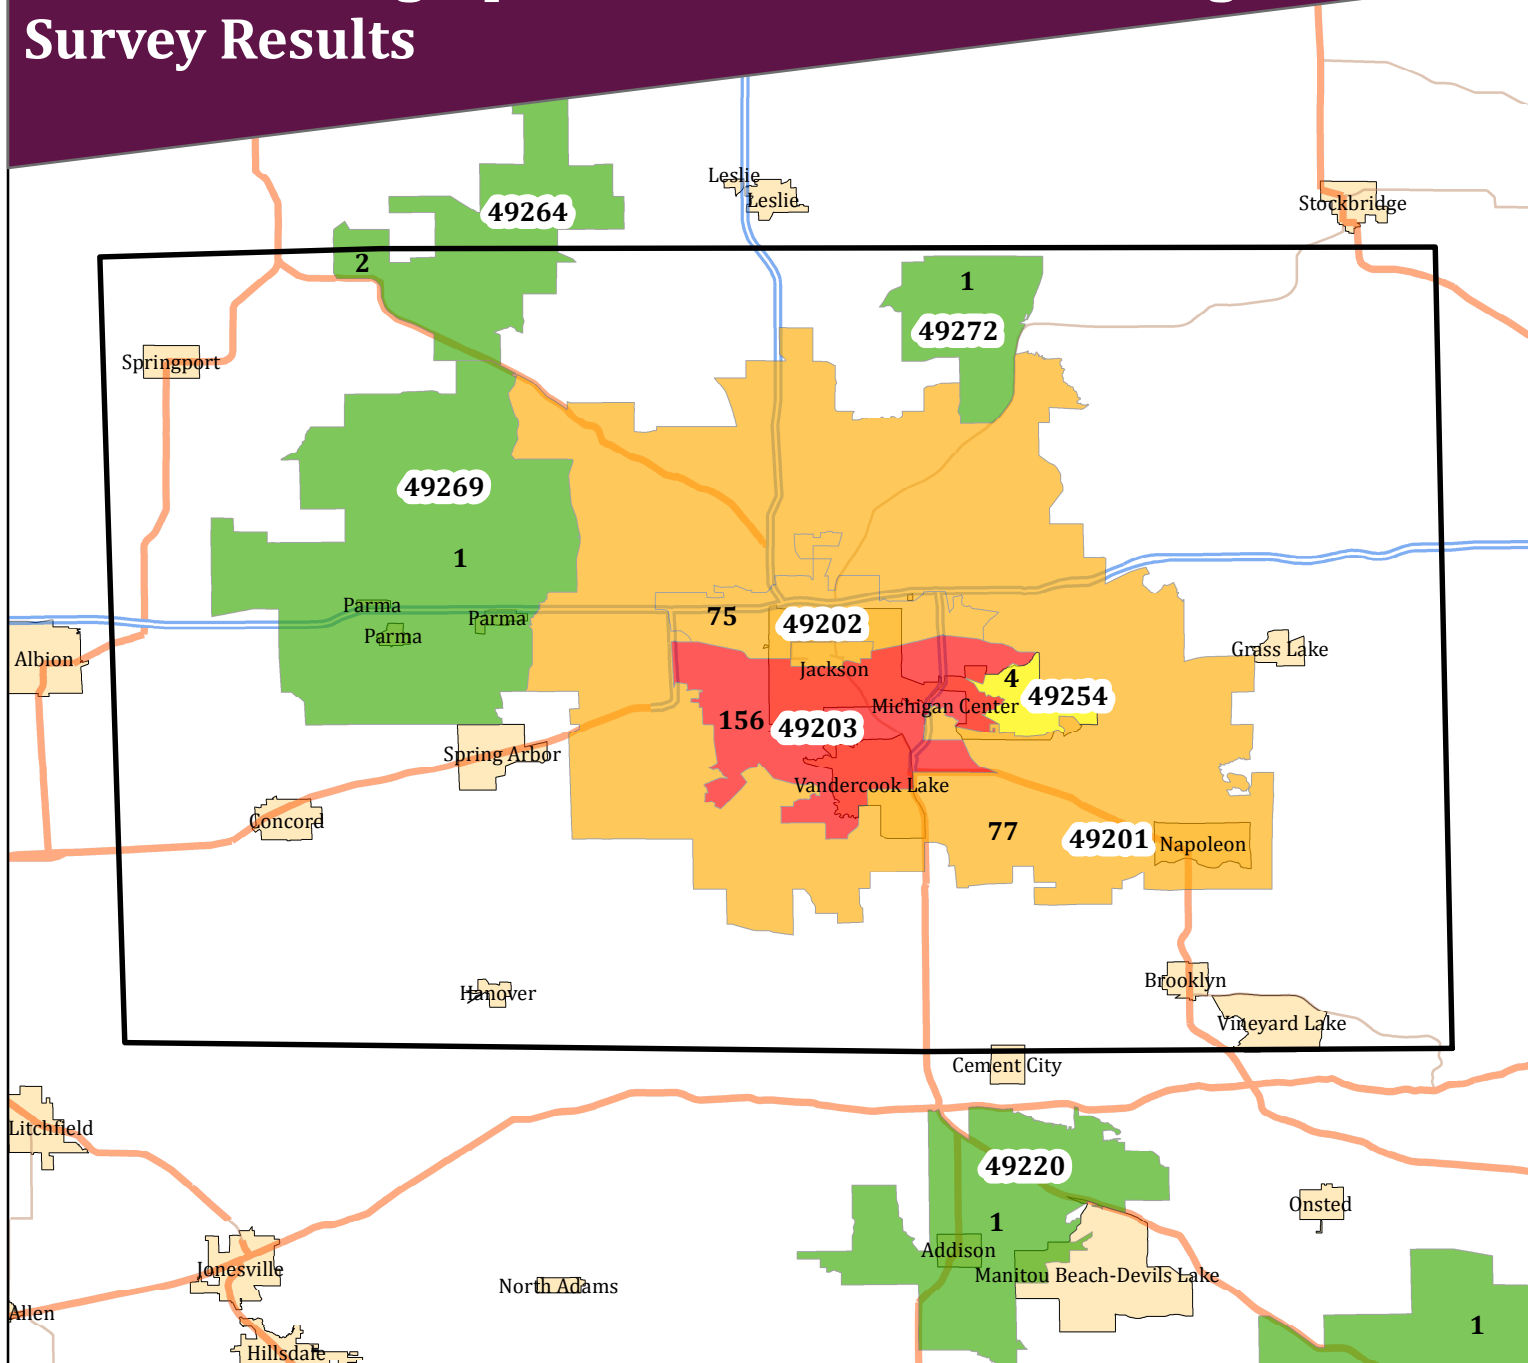 Survey Results
Leslie
Leslie
Stockbridge
49264
2
1
49272
Springport
49269
1
Parma
Parma
Parma
75
49202
Albion
Grass Lake
Jackson
4
49254
Michigan Center
156
49203
Spring Arbor
Vandercook Lake
Concord
77
49201
Napoleon
Hanover
Brooklyn
Vineyard Lake
Cement City
Litchfield
49220
Onsted
1
Addison
Manitou Beach-Devils Lake
Jonesville
North Adams
Allen
1
Hillsdale